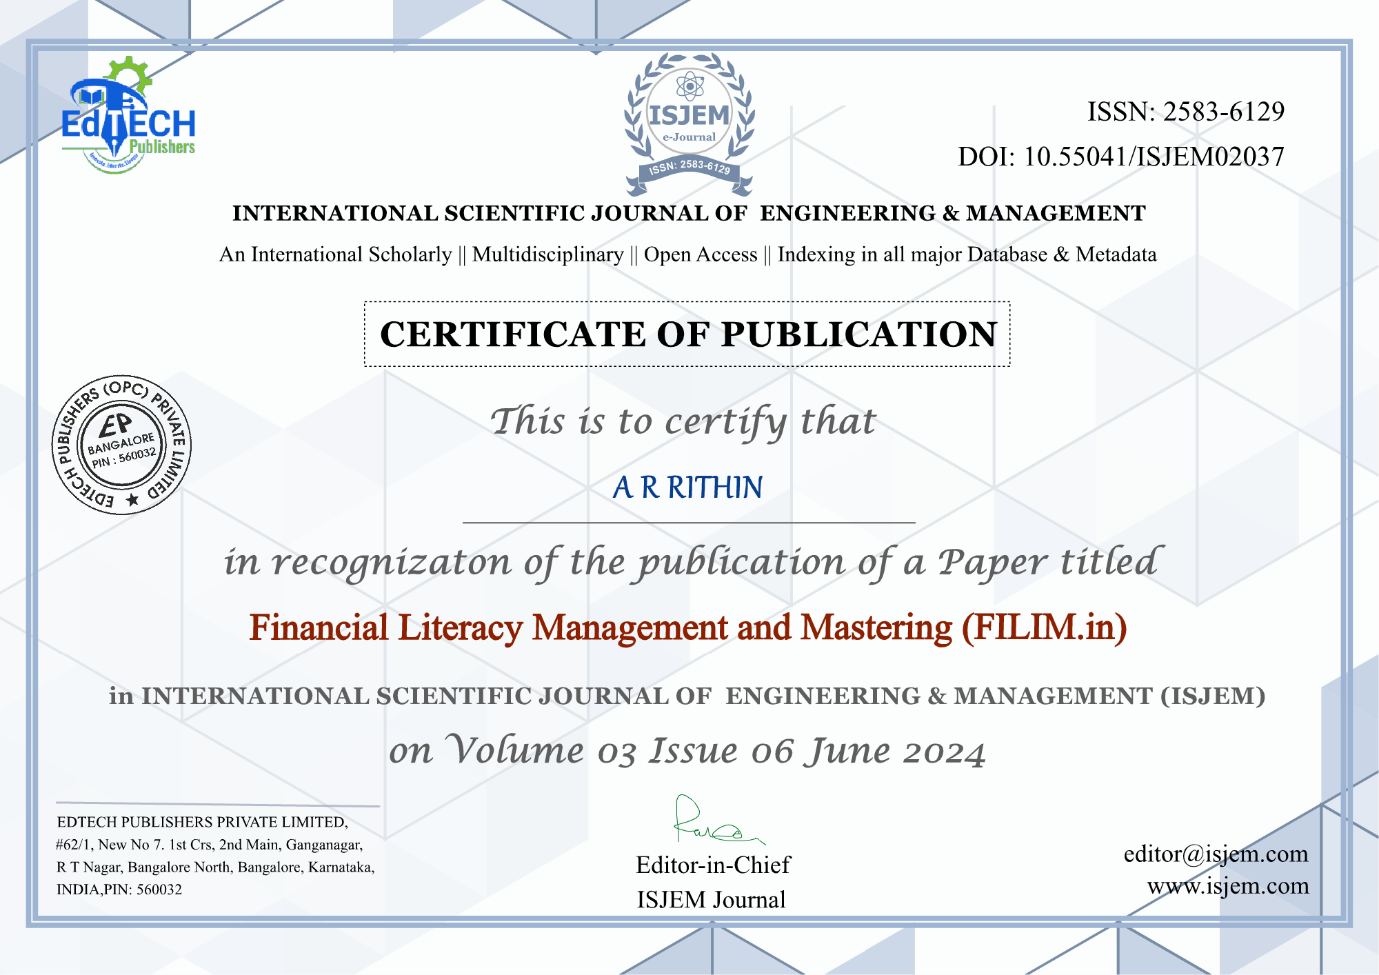 EdTECH
Publishers
ISJEM
e-Journal
ISSN: 2583-6129
ISSN: 2583-6129
DOI: 10.55041/ISJEM02037
INTERNATIONAL SCIENTIFIC JOURNAL OF ENGINEERING & MANAGEMENT
An International Scholarly || Multidisciplinary || Open Access || Indexing in all major Database & Metadata
CERTIFICATE OF PUBLICATION
EDTECH PUBLISHERS (OPC) PRIVATE LIMITED
EP
BANGALORE
PIN : 560032
This is to certify that
A R RITHIN
in recognizaton of the publication of a Paper titled
Financial Literacy Management and Mastering (FILIM.in)
in INTERNATIONAL SCIENTIFIC JOURNAL OF ENGINEERING & MANAGEMENT (ISJEM)
on Volume 03 Issue 06 June 2024
EDTECH PUBLISHERS PRIVATE LIMITED,
#62/1, New No 7. 1st Crs, 2nd Main, Ganganagar,
R T Nagar, Bangalore North, Bangalore, Karnataka,
INDIA,PIN: 560032
Editor-in-Chief
ISJEM Journal
editor@isjem.com
www.isjem.com